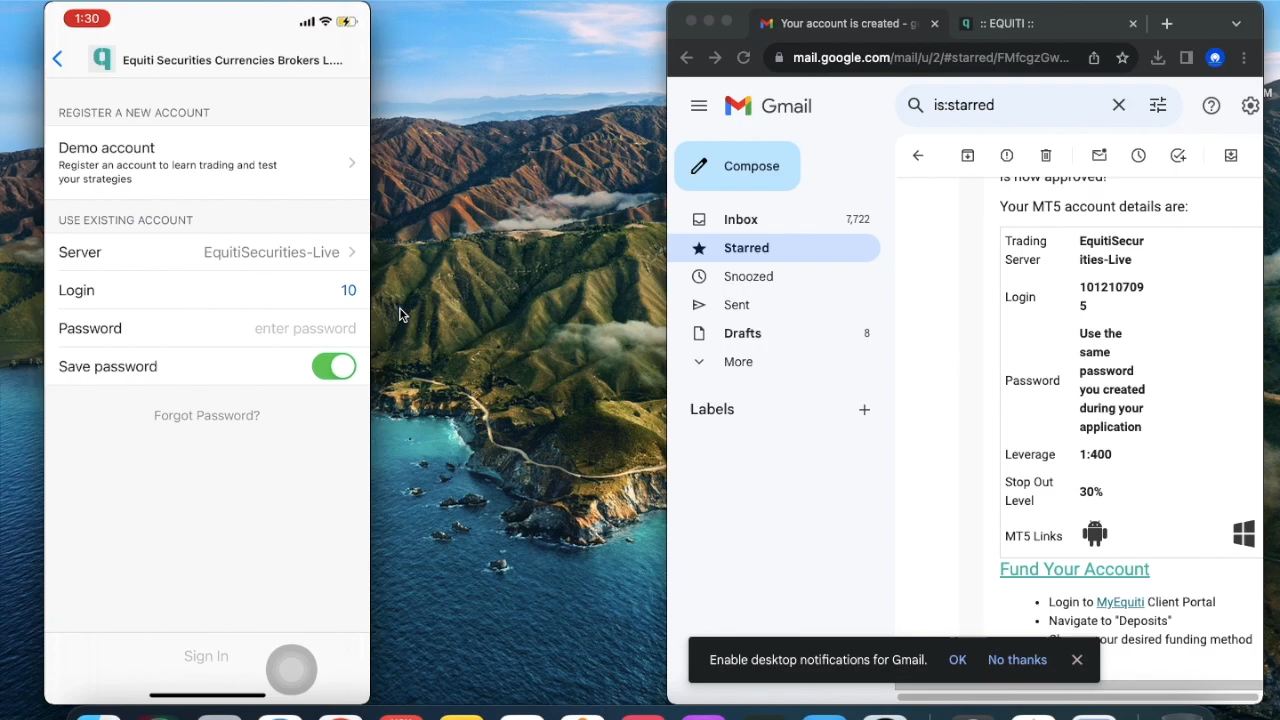 1:30
Equiti Securities Currencies Brokers L....
REGISTER A NEW ACCOUNT
Demo account
Register an account to learn trading and test
your strategies
USE EXISTING ACCOUNT
Server EquitiSecurities-Live
Login 10
Password enter password
Save password
Forgot Password?
Sign In
Your account is created - g
:: EQUITI ::
mail.google.com/mail/u/2/#starred/FMfcgzGw...
M
Gmail
is:starred
Compose
Inbox 7,722
Starred
Snoozed
Sent
Drafts 8
More
Labels
is now approved!
Your MT5 account details are:
Trading Server EquitiSecur
ities-Live
Login 101210709
5
Password Use the
same
password
you created
during your
application
Leverage 1:400
Stop Out
Level 30%
MT5 Links
Fund Your Account
• Login to MyEquiti Client Portal
• Navigate to "Deposits"
our desired funding method
Enable desktop notifications for Gmail. OK No thanks